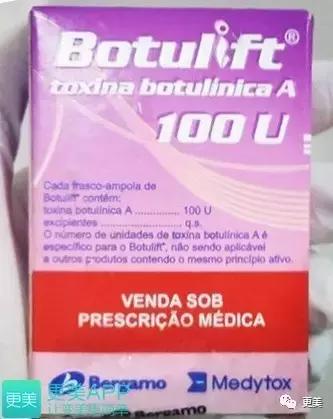 Botulift®
toxina botulínica A
100 U
Cada frasco-ampola de
Botulift® contém:
toxina botulínica A .............. 100 U
excipientes ....................... q.s.
O número de unidades de toxina botulínica A é
específico para o Botulift®, não sendo aplicável
a outros produtos contendo o mesmo princípio ativo.
VENDA SOB
PRESCRIÇÃO MÉDICA
Bergamo Medytox
更美 更美APP
Bergamo
更美